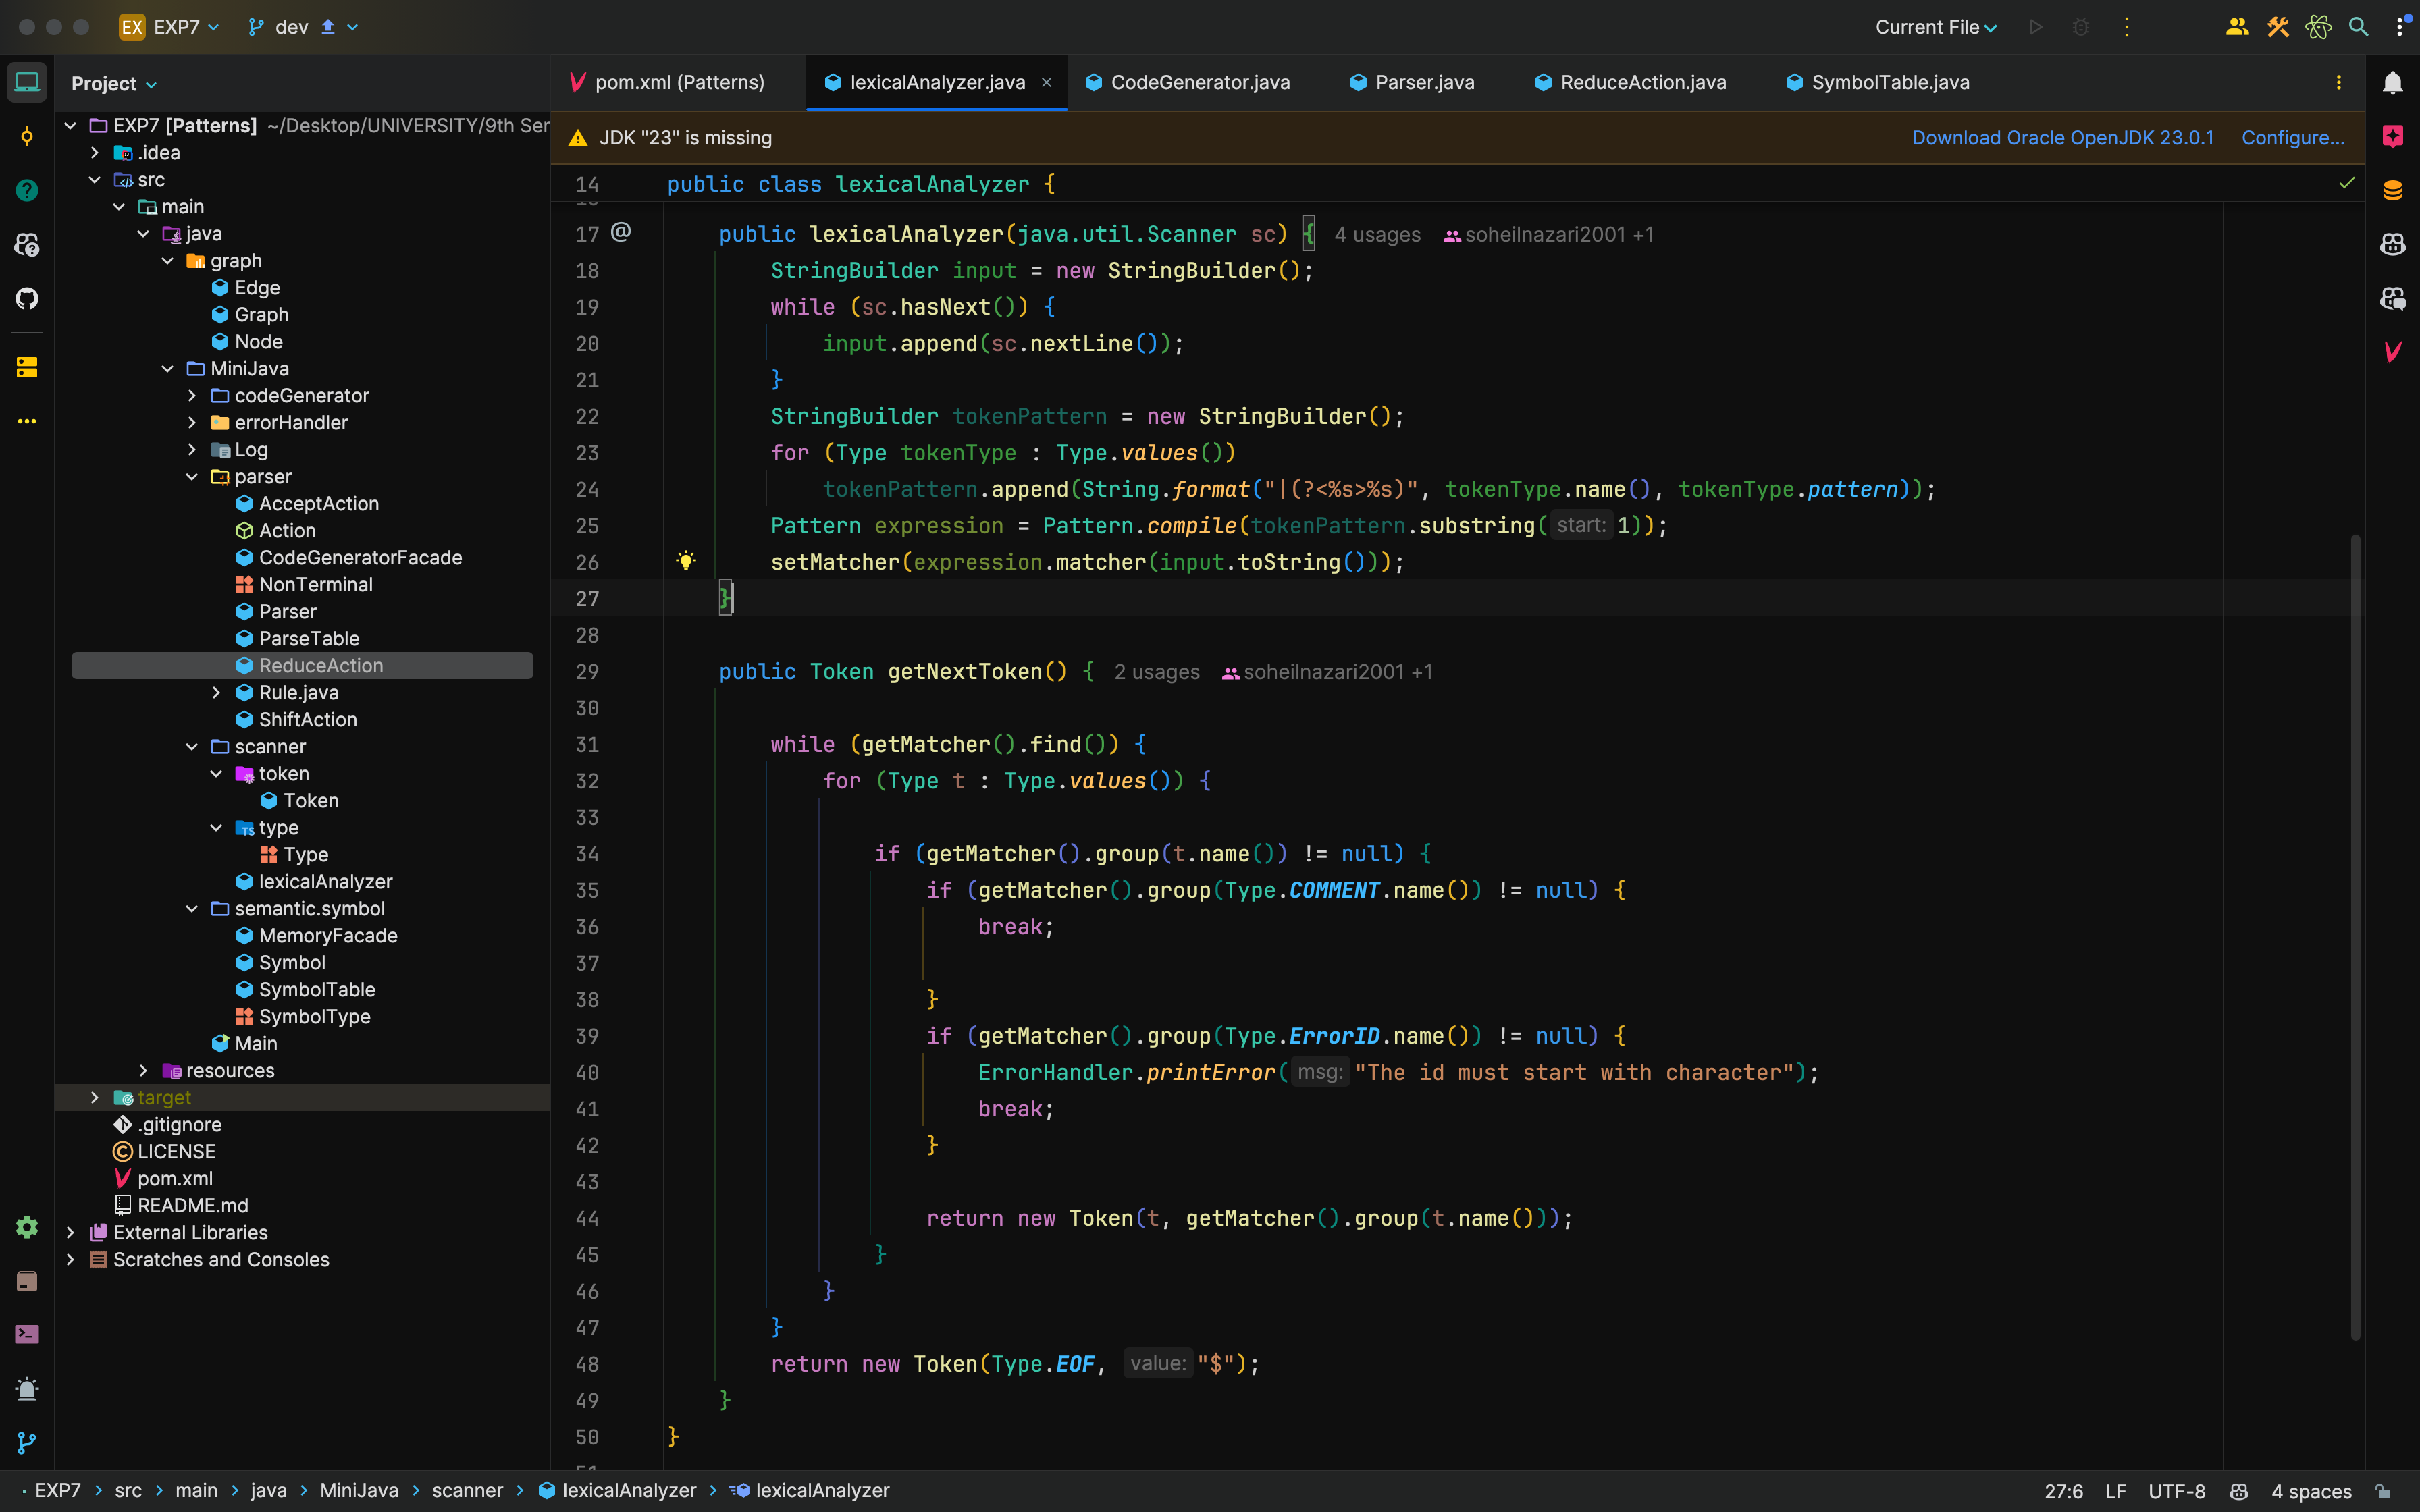 EX EXP7 dev
Current File
Project
pom.xml (Patterns) lexicalAnalyzer.java CodeGenerator.java Parser.java ReduceAction.java SymbolTable.java
JDK "23" is missing Download Oracle OpenJDK 23.0.1 Configure...
EXP7 [Patterns] ~/Desktop/UNIVERSITY/9th Ser
.idea
src
main
java
graph
Edge
Graph
Node
MiniJava
codeGenerator
errorHandler
Log
parser
AcceptAction
Action
CodeGeneratorFacade
NonTerminal
Parser
ParseTable
ReduceAction
Rule.java
ShiftAction
scanner
token
Token
TS type
Type
lexicalAnalyzer
semantic.symbol
MemoryFacade
Symbol
SymbolTable
SymbolType
Main
resources
target
.gitignore
LICENSE
pom.xml
README.md
External Libraries
Scratches and Consoles
14 public class lexicalAnalyzer {
17 @ public lexicalAnalyzer(java.util.Scanner sc) { 4 usages soheilnazari2001 +1
18 StringBuilder input = new StringBuilder();
19 while (sc.hasNext()) {
20 input.append(sc.nextLine());
21 }
22 StringBuilder tokenPattern = new StringBuilder();
23 for (Type tokenType : Type.values())
24 tokenPattern.append(String.format("|(?<%s>%s)", tokenType.name(), tokenType.pattern));
25 Pattern expression = Pattern.compile(tokenPattern.substring( start: 1));
26 setMatcher(expression.matcher(input.toString()));
27 }
28
29 public Token getNextToken() { 2 usages soheilnazari2001 +1
30
31 while (getMatcher().find()) {
32 for (Type t : Type.values()) {
33
34 if (getMatcher().group(t.name()) != null) {
35 if (getMatcher().group(Type.COMMENT.name()) != null) {
36 break;
37
38 }
39 if (getMatcher().group(Type.ErrorID.name()) != null) {
40 ErrorHandler.printError( msg: "The id must start with character");
41 break;
42 }
43
44 return new Token(t, getMatcher().group(t.name()));
45 }
46 }
47 }
48 return new Token(Type.EOF, value: "$");
49 }
50 }
EXP7 > src > main > java > MiniJava > scanner > lexicalAnalyzer > lexicalAnalyzer
27:6 LF UTF-8 4 spaces